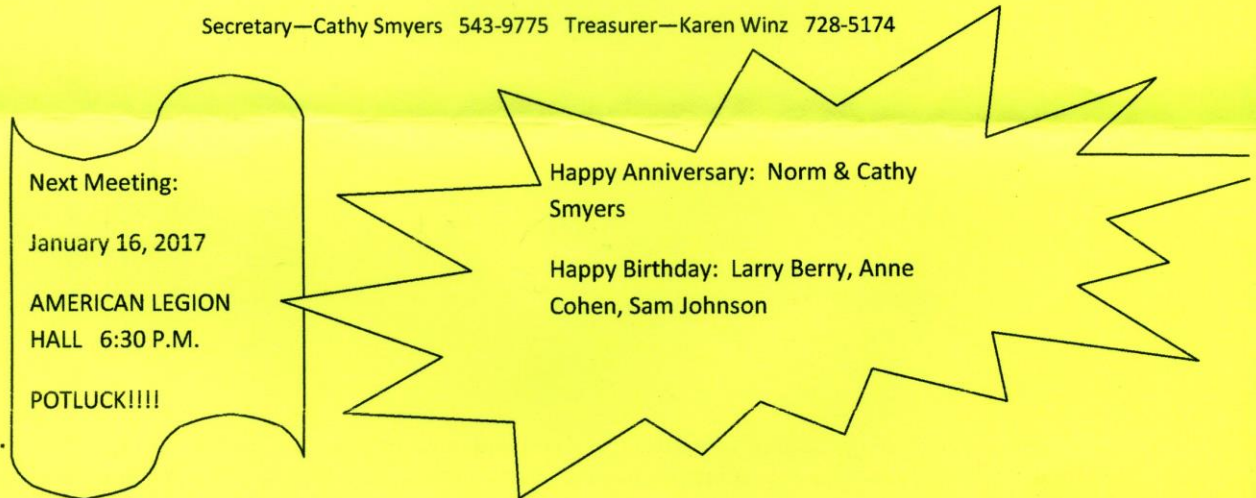 Secretary—Cathy Smyers 543-9775 Treasurer—Karen Winz 728-5174
Next Meeting:
January 16, 2017
AMERICAN LEGION
HALL 6:30 P.M.
POTLUCK!!!!
Happy Anniversary: Norm & Cathy
Smyers
Happy Birthday: Larry Berry, Anne
Cohen, Sam Johnson